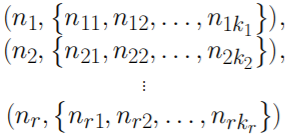 (n₁, {n₁₁, n₁₂, . . . , n₁ₖ₁}),
(n₂, {n₂₁, n₂₂, . . . , n₂ₖ₂}),
⋮
(nᵣ, {nᵣ₁, nᵣ₂, . . . , nᵣₖᵣ})